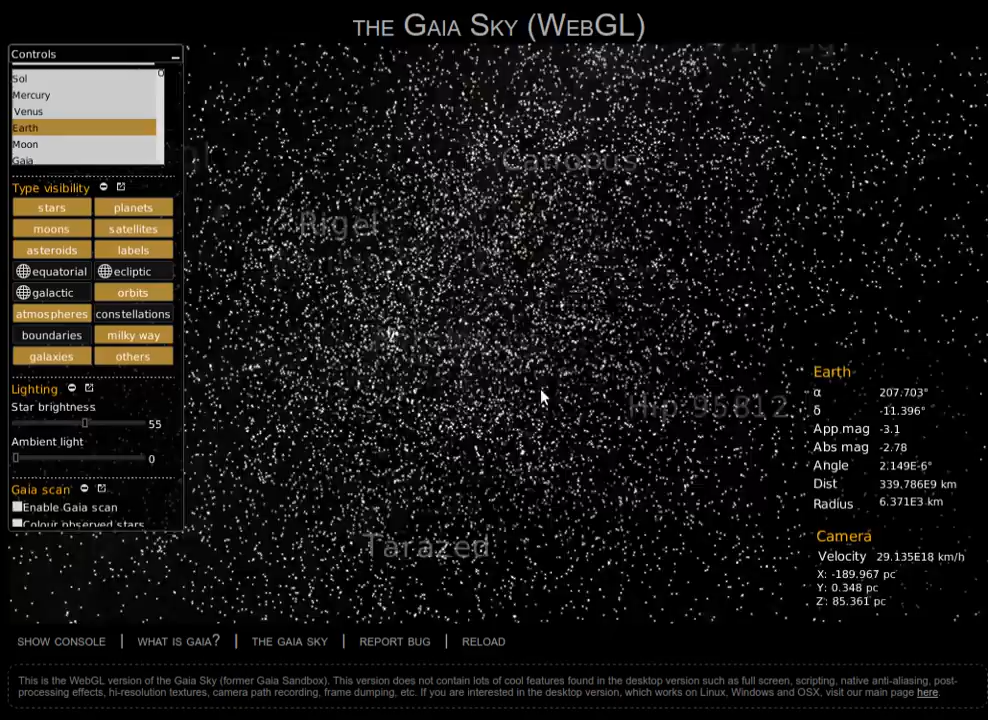 THE GAIA SKY (WEBGL)
Controls
Sol
Mercury
Venus
Earth
Moon
Gaia
Type visibility
stars planets
moons satellites
asteroids labels
equatorial ecliptic
galactic orbits
atmospheres constellations
boundaries milky way
galaxies others
Lighting
Star brightness
55
Ambient light
0
Gaia scan
Enable Gaia scan
Colour observed stars
Canopus
Rigel
Hip 95812
Tarazed
Earth
α 207.703°
δ -11.396°
App mag -3.1
Abs mag -2.78
Angle 2.149E-6°
Dist 339.786E9 km
Radius 6.371E3 km
Camera
Velocity 29.135E18 km/h
X: -189.967 pc
Y: 0.348 pc
Z: 85.361 pc
SHOW CONSOLE | WHAT IS GAIA? | THE GAIA SKY | REPORT BUG | RELOAD
This is the WebGL version of the Gaia Sky (former Gaia Sandbox). This version does not contain lots of cool features found in the desktop version such as full screen, scripting, native anti-aliasing, post-
processing effects, hi-resolution textures, camera path recording, frame dumping, etc. If you are interested in the desktop version, which works on Linux, Windows and OSX, visit our main page here.